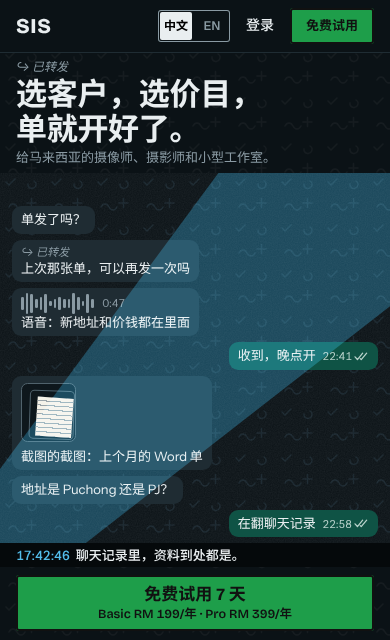 SIS
中文 EN 登录 免费试用
已转发
选客户，选价目，
单就开好了。
给马来西亚的摄像师、摄影师和小型工作室。
单发了吗？
已转发
上次那张单，可以再发一次吗
0:47
语音：新地址和价钱都在里面
收到，晚点开 22:41
截图的截图：上个月的 Word 单
地址是 Puchong 还是 PJ？
在翻聊天记录 22:58
17:42:46 聊天记录里，资料到处都是。
免费试用 7 天
Basic RM 199/年 · Pro RM 399/年